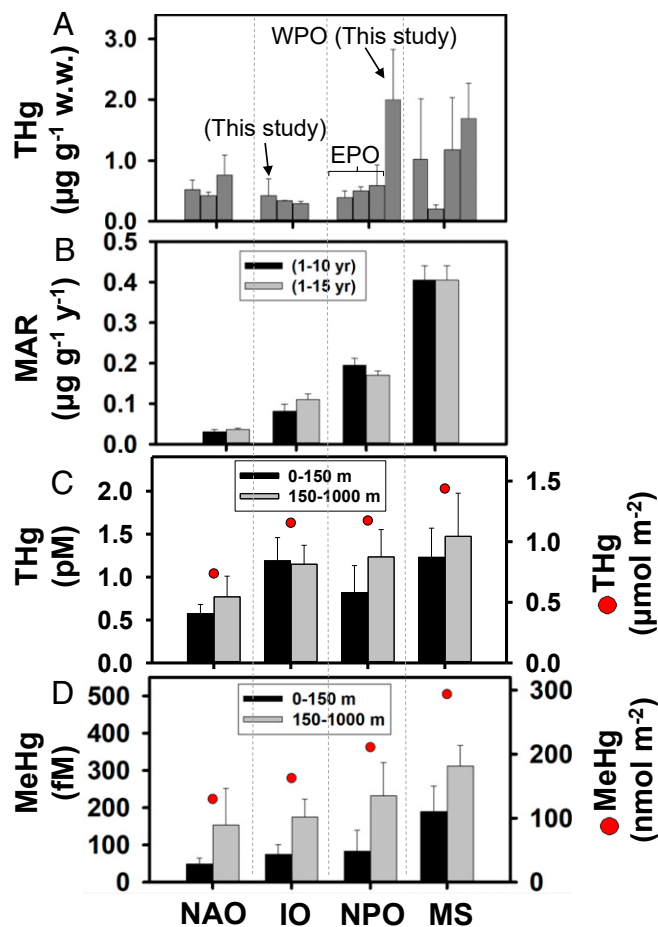 A
3.0
2.0
1.0
0.0
THg
(µg g-1 w.w.)
WPO (This study)
(This study)
EPO
B
0.5
0.4
0.3
0.2
0.1
0.0
MAR
(µg g-1 y-1)
(1-10 yr)
(1-15 yr)
C
2.0
1.5
1.0
0.5
0.0
THg
(pM)
0-150 m
150-1000 m
1.5
1.0
0.5
0.0
THg
(µmol m-2)
D
500
400
300
200
100
0
MeHg
(fM)
0-150 m
150-1000 m
300
200
100
0
MeHg
(nmol m-2)
NAO IO NPO MS